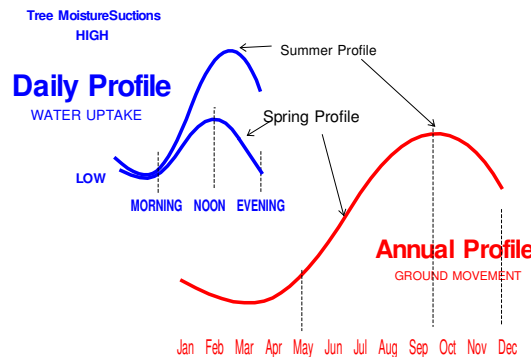 Tree MoistureSuctions
HIGH
Summer Profile
Daily Profile
WATER UPTAKE
Spring Profile
LOW
MORNING NOON EVENING
Annual Profile
GROUND MOVEMENT
Jan Feb Mar Apr May Jun Jul Aug Sep Oct Nov Dec